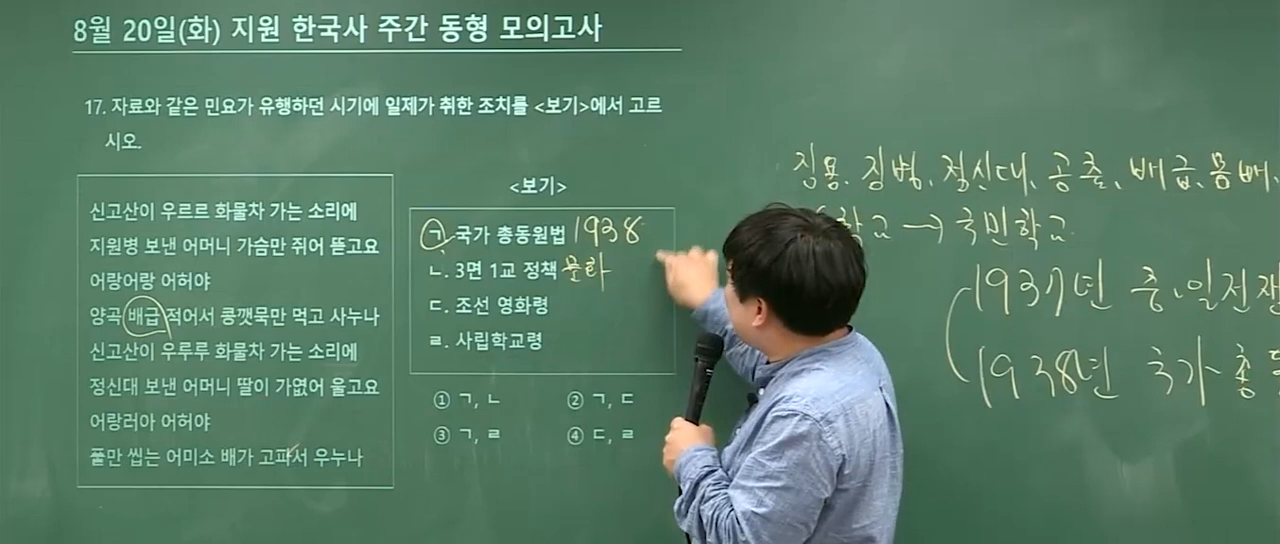 8월 20일(화) 지원 한국사 주간 동형 모의고사
17. 자료와 같은 민요가 유행하던 시기에 일제가 취한 조치를 <보기>에서 고르
시오.
신고산이 우르르 화물차 가는 소리에
지원병 보낸 어머니 가슴만 쥐어 뜯고요
어랑어랑 어허야
양곡 배급 적어서 콩깻묵만 먹고 사누나
신고산이 우루루 화물차 가는 소리에
정신대 보낸 어머니 딸이 가엾어 울고요
어랑러아 어허야
풀만 씹는 어미소 배가 고파서 우누나
<보기>
ㄱ. 국가 총동원법 1938
ㄴ. 3면 1교 정책 문화
ㄷ. 조선 영화령
ㄹ. 사립학교령
① ㄱ, ㄴ ② ㄱ, ㄷ
③ ㄱ, ㄹ ④ ㄷ, ㄹ
징용, 징병, 정신대, 공출, 배급, 몸빼,
학교 → 국민학교
1937년 중·일전쟁
1938년 국가총